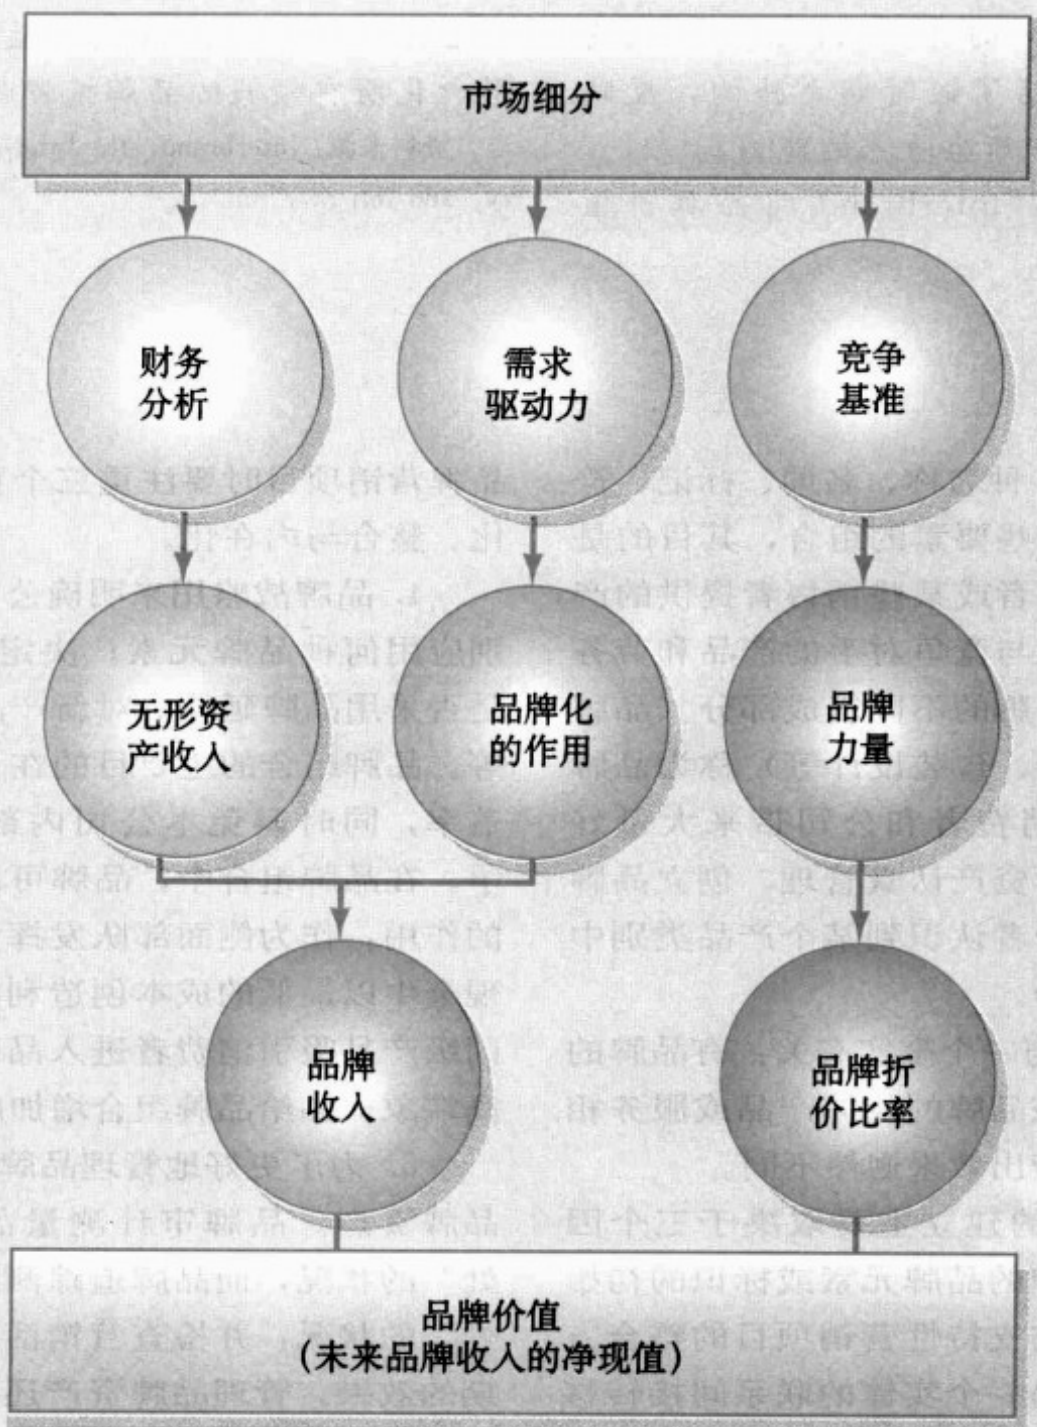 市场细分
财务
分析
需求
驱动力
竞争
基准
无形资
产收入
品牌化
的作用
品牌
力量
品牌
收入
品牌折
价比率
品牌价值
(未来品牌收入的净现值)